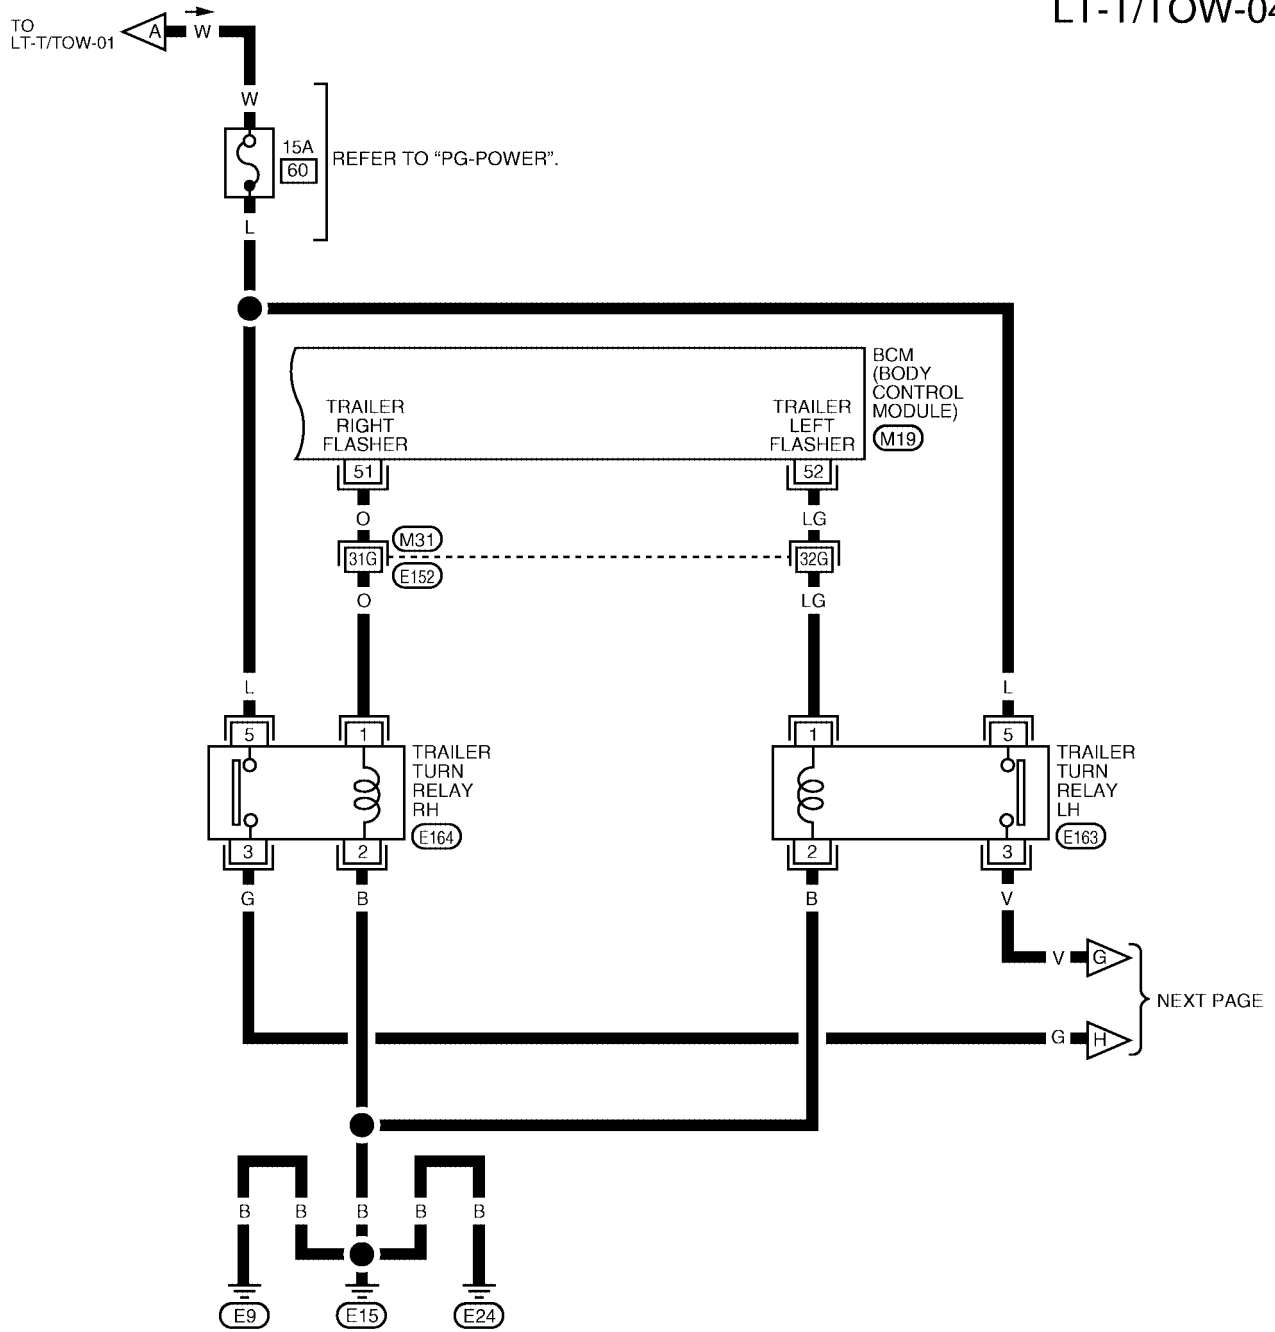 LT-T/TOW-04
TO
LT-T/TOW-01
A
W
W
15A
60
REFER TO “PG-POWER”.
L
BCM
(BODY
CONTROL
MODULE)
M19
TRAILER
RIGHT
FLASHER
TRAILER
LEFT
FLASHER
51
52
O
LG
M31
31G
32G
E152
O
LG
L
L
5
1
1
5
TRAILER
TURN
RELAY
RH
E164
TRAILER
TURN
RELAY
LH
E163
3
2
2
3
G
B
B
V
V
G
NEXT PAGE
G
H
B
B
B
B
B
E9
E15
E24